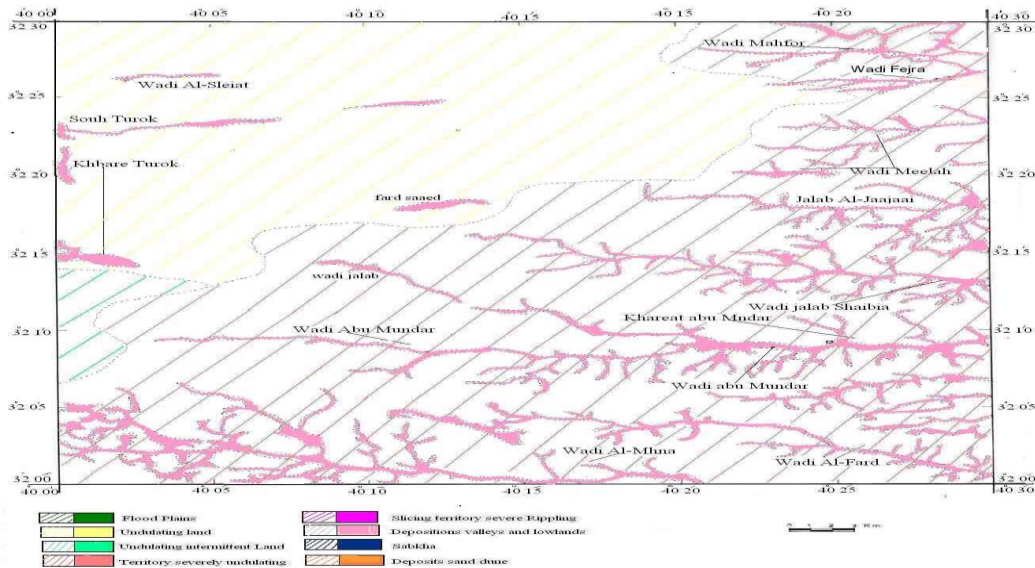 40 05 40 10 40 15 40 20 40 30
32 30 32 30
Wadi Mahfor
Wadi Fejra
Wadi Al-Sleiat
32 25 32 25
Souh Turok
Khbare Turok
Wadi Meelah
32 20 32 20
fard saaed
Jalab Al-Jaajaai
32 15 32 15
wadi jalab
Wadi jalab Shaibia
Khareat abu Mndar
32 10 32 10
Wadi Abu Mundar
Wadi abu Mundar
32 05 32 05
Wadi Al-Mhna
Wadi Al-Fard
32 00 32 00
40 00 40 05 40 10 40 15 40 20 40 25 40 30
Flood Plains
Undulating land
Undulating intermittent Land
Territory severely undulating
Slicing territory severe Rippling
Depositions valleys and lowlands
Sabkha
Deposits sand dune
0 1 2 3 Km.